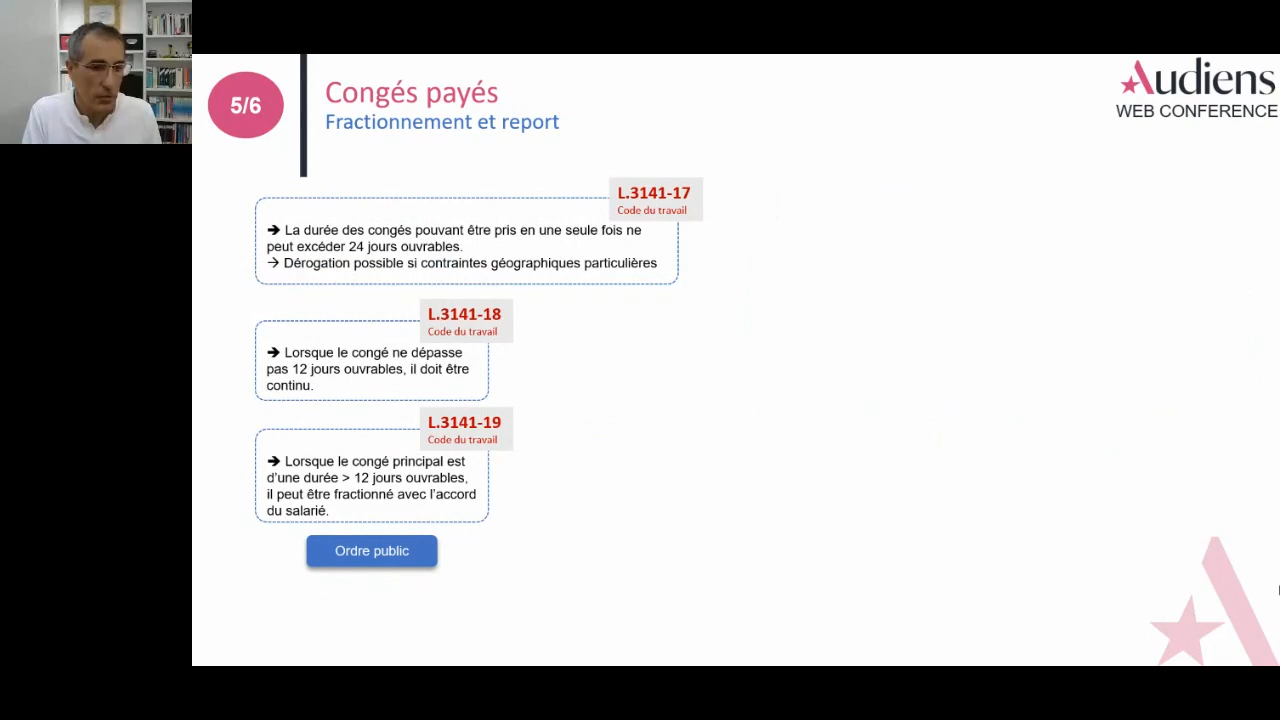 Audiens
WEB CONFERENCE
5/6
Congés payés
Fractionnement et report
L.3141-17
Code du travail
➔ La durée des congés pouvant être pris en une seule fois ne
peut excéder 24 jours ouvrables.
→ Dérogation possible si contraintes géographiques particulières
L.3141-18
Code du travail
➔ Lorsque le congé ne dépasse
pas 12 jours ouvrables, il doit être
continu.
L.3141-19
Code du travail
➔ Lorsque le congé principal est
d’une durée > 12 jours ouvrables,
il peut être fractionné avec l’accord
du salarié.
Ordre public